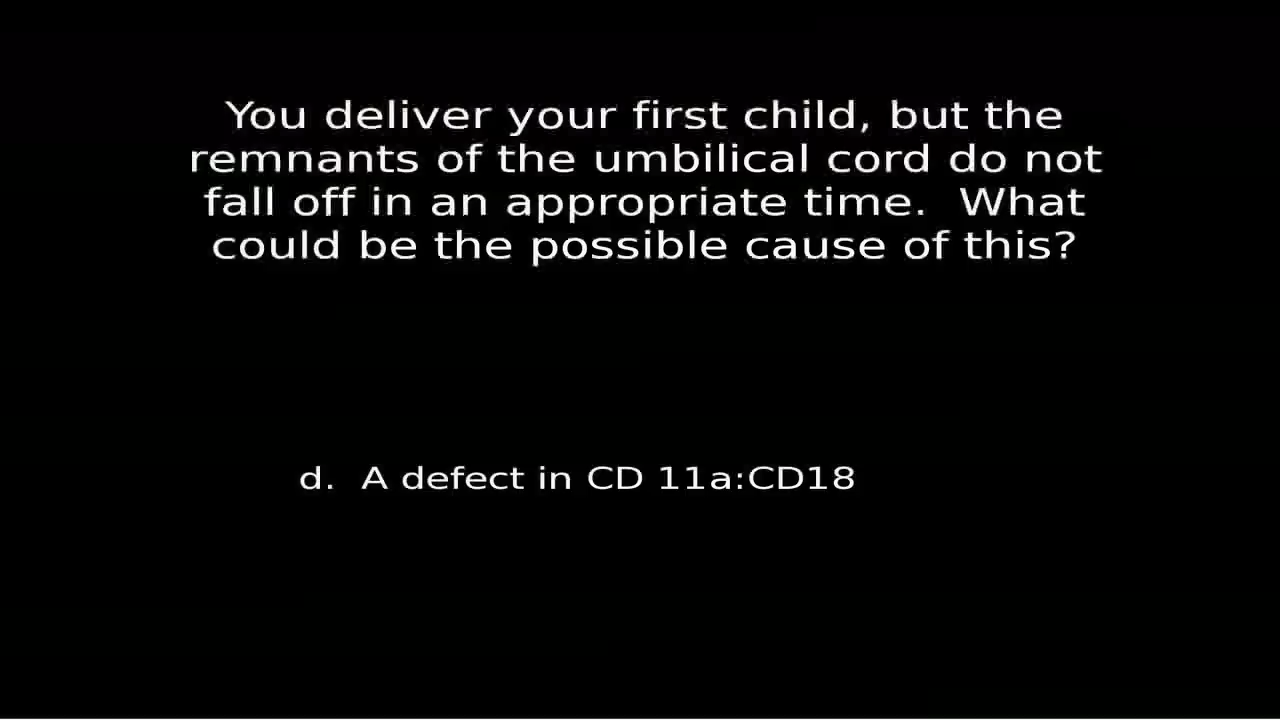 You deliver your first child, but the
remnants of the umbilical cord do not
fall off in an appropriate time.  What
could be the possible cause of this?
d.  A defect in CD 11a:CD18